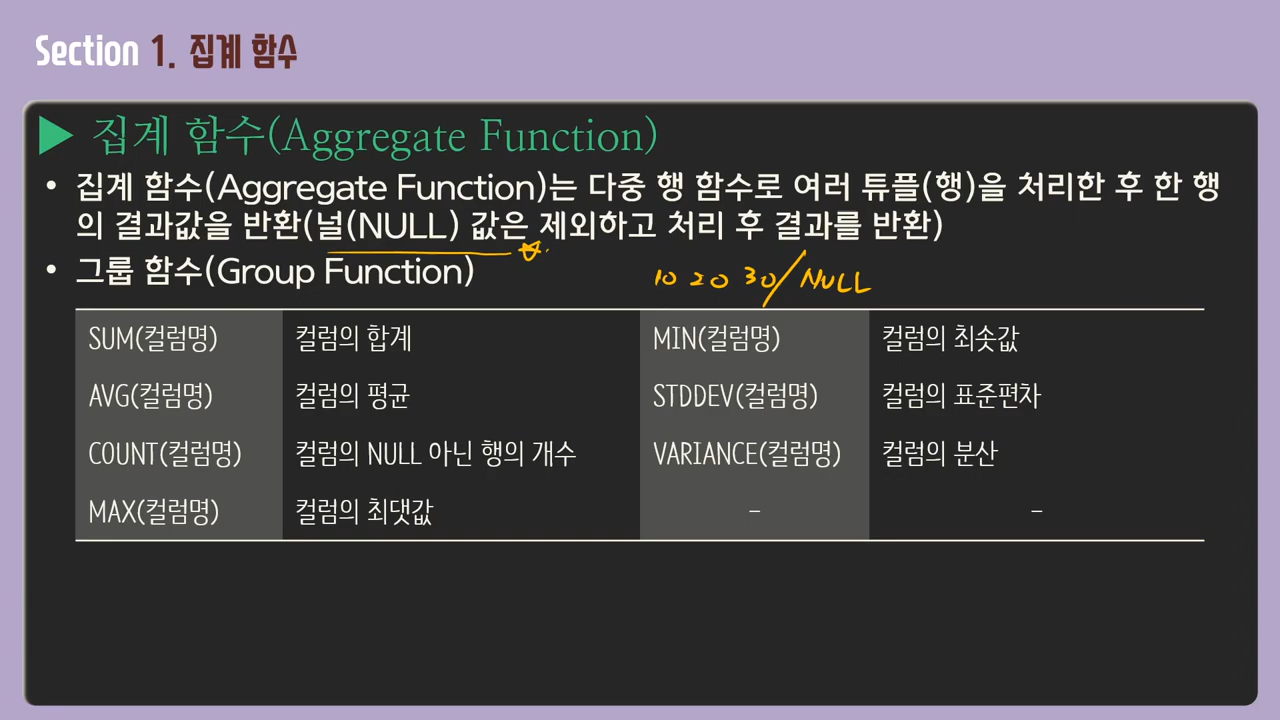 Section 1. 집계 함수
▶ 집계 함수(Aggregate Function)
• 집계 함수(Aggregate Function)는 다중 행 함수로 여러 튜플(행)을 처리한 후 한 행
의 결과값을 반환(널(NULL) 값은 제외하고 처리 후 결과를 반환)
• 그룹 함수(Group Function)
10 20 30 / NULL
SUM(컬럼명) 컬럼의 합계 MIN(컬럼명) 컬럼의 최솟값
AVG(컬럼명) 컬럼의 평균 STDDEV(컬럼명) 컬럼의 표준편차
COUNT(컬럼명) 컬럼의 NULL 아닌 행의 개수 VARIANCE(컬럼명) 컬럼의 분산
MAX(컬럼명) 컬럼의 최댓값 - -